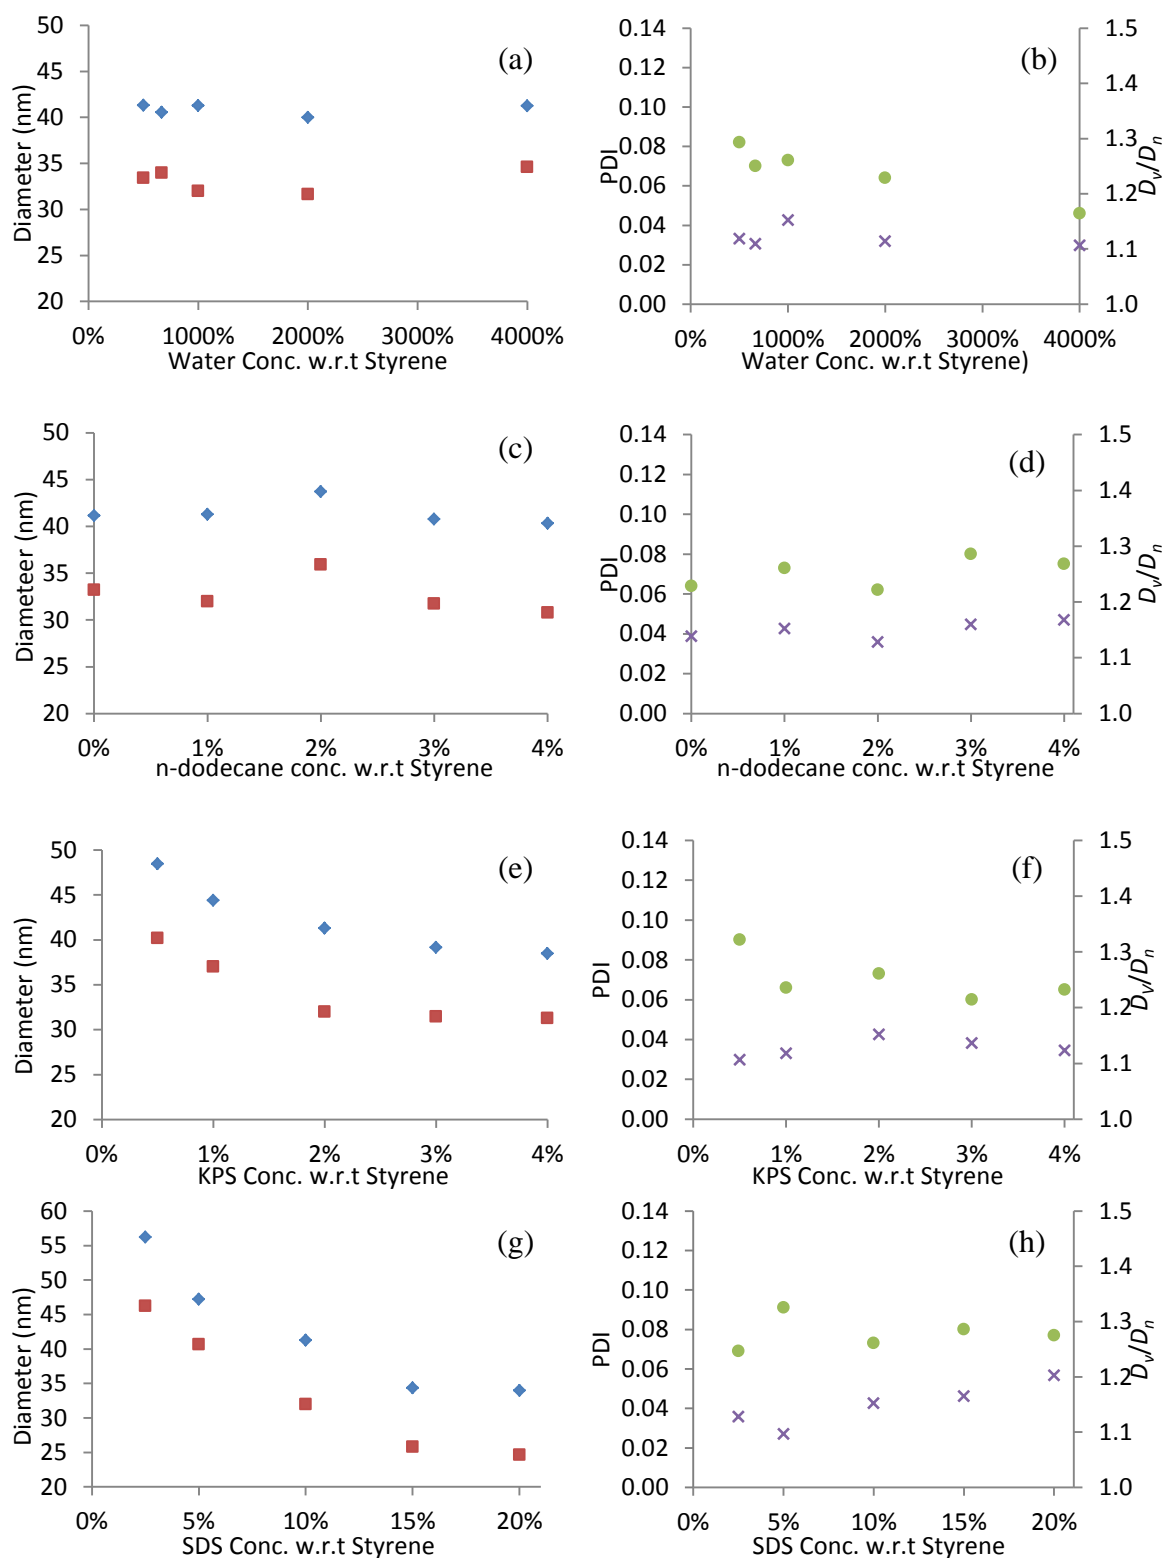 (a)
50
45
40
35
30
25
20
Diameter (nm)
0% 1000% 2000% 3000% 4000%
Water Conc. w.r.t Styrene
(b)
0.14
0.12
0.10
0.08
0.06
0.04
0.02
0.00
PDI
1.5
1.4
1.3
1.2
1.1
1.0
Dv/Dn
0% 1000% 2000% 3000% 4000%
Water Conc. w.r.t Styrene)
(c)
50
45
40
35
30
25
20
Diameteer (nm)
0% 1% 2% 3% 4%
n-dodecane conc. w.r.t Styrene
(d)
0.14
0.12
0.10
0.08
0.06
0.04
0.02
0.00
PDI
1.5
1.4
1.3
1.2
1.1
1.0
Dv/Dn
0% 1% 2% 3% 4%
n-dodecane conc. w.r.t Styrene
(e)
50
45
40
35
30
25
20
Diameter (nm)
0% 1% 2% 3% 4%
KPS Conc. w.r.t Styrene
(f)
0.14
0.12
0.10
0.08
0.06
0.04
0.02
0.00
PDI
1.5
1.4
1.3
1.2
1.1
1.0
DV/Dn
0% 1% 2% 3% 4%
KPS Conc. w.r.t Styrene
(g)
60
55
50
45
40
35
30
25
20
Diameter (nm)
0% 5% 10% 15% 20%
SDS Conc. w.r.t Styrene
(h)
0.14
0.12
0.10
0.08
0.06
0.04
0.02
0.00
PDI
1.5
1.4
1.3
1.2
1.1
1.0
Dv/Dn
0% 5% 10% 15% 20%
SDS Conc. w.r.t Styrene